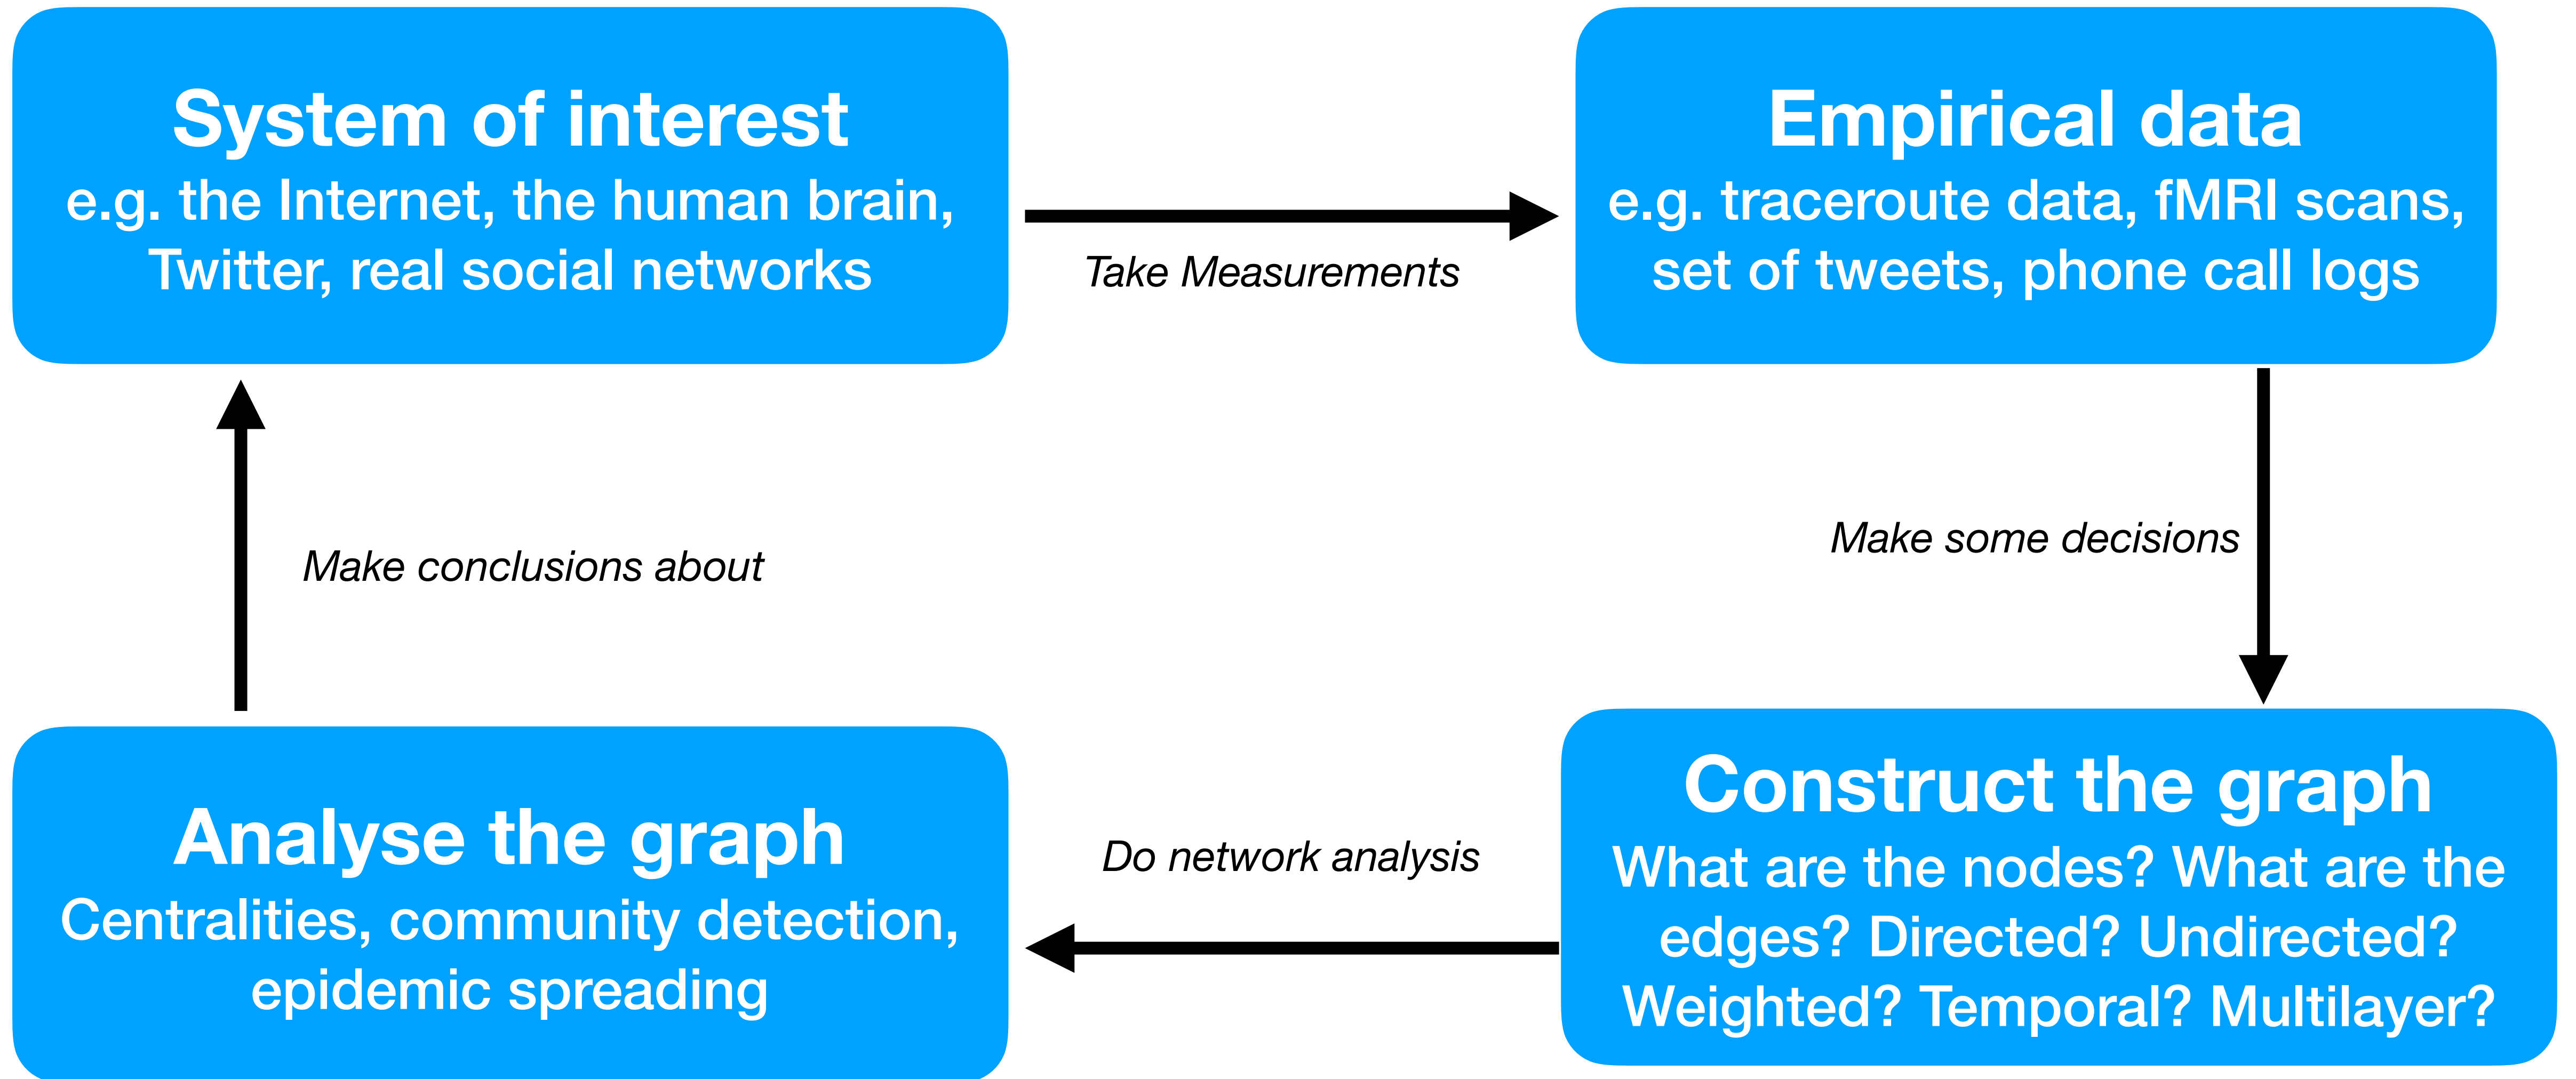 System of interest
e.g. the Internet, the human brain,
Twitter, real social networks
Take Measurements
Empirical data
e.g. traceroute data, fMRI scans,
set of tweets, phone call logs
Make some decisions
Construct the graph
What are the nodes? What are the
edges? Directed? Undirected?
Weighted? Temporal? Multilayer?
Do network analysis
Analyse the graph
Centralities, community detection,
epidemic spreading
Make conclusions about